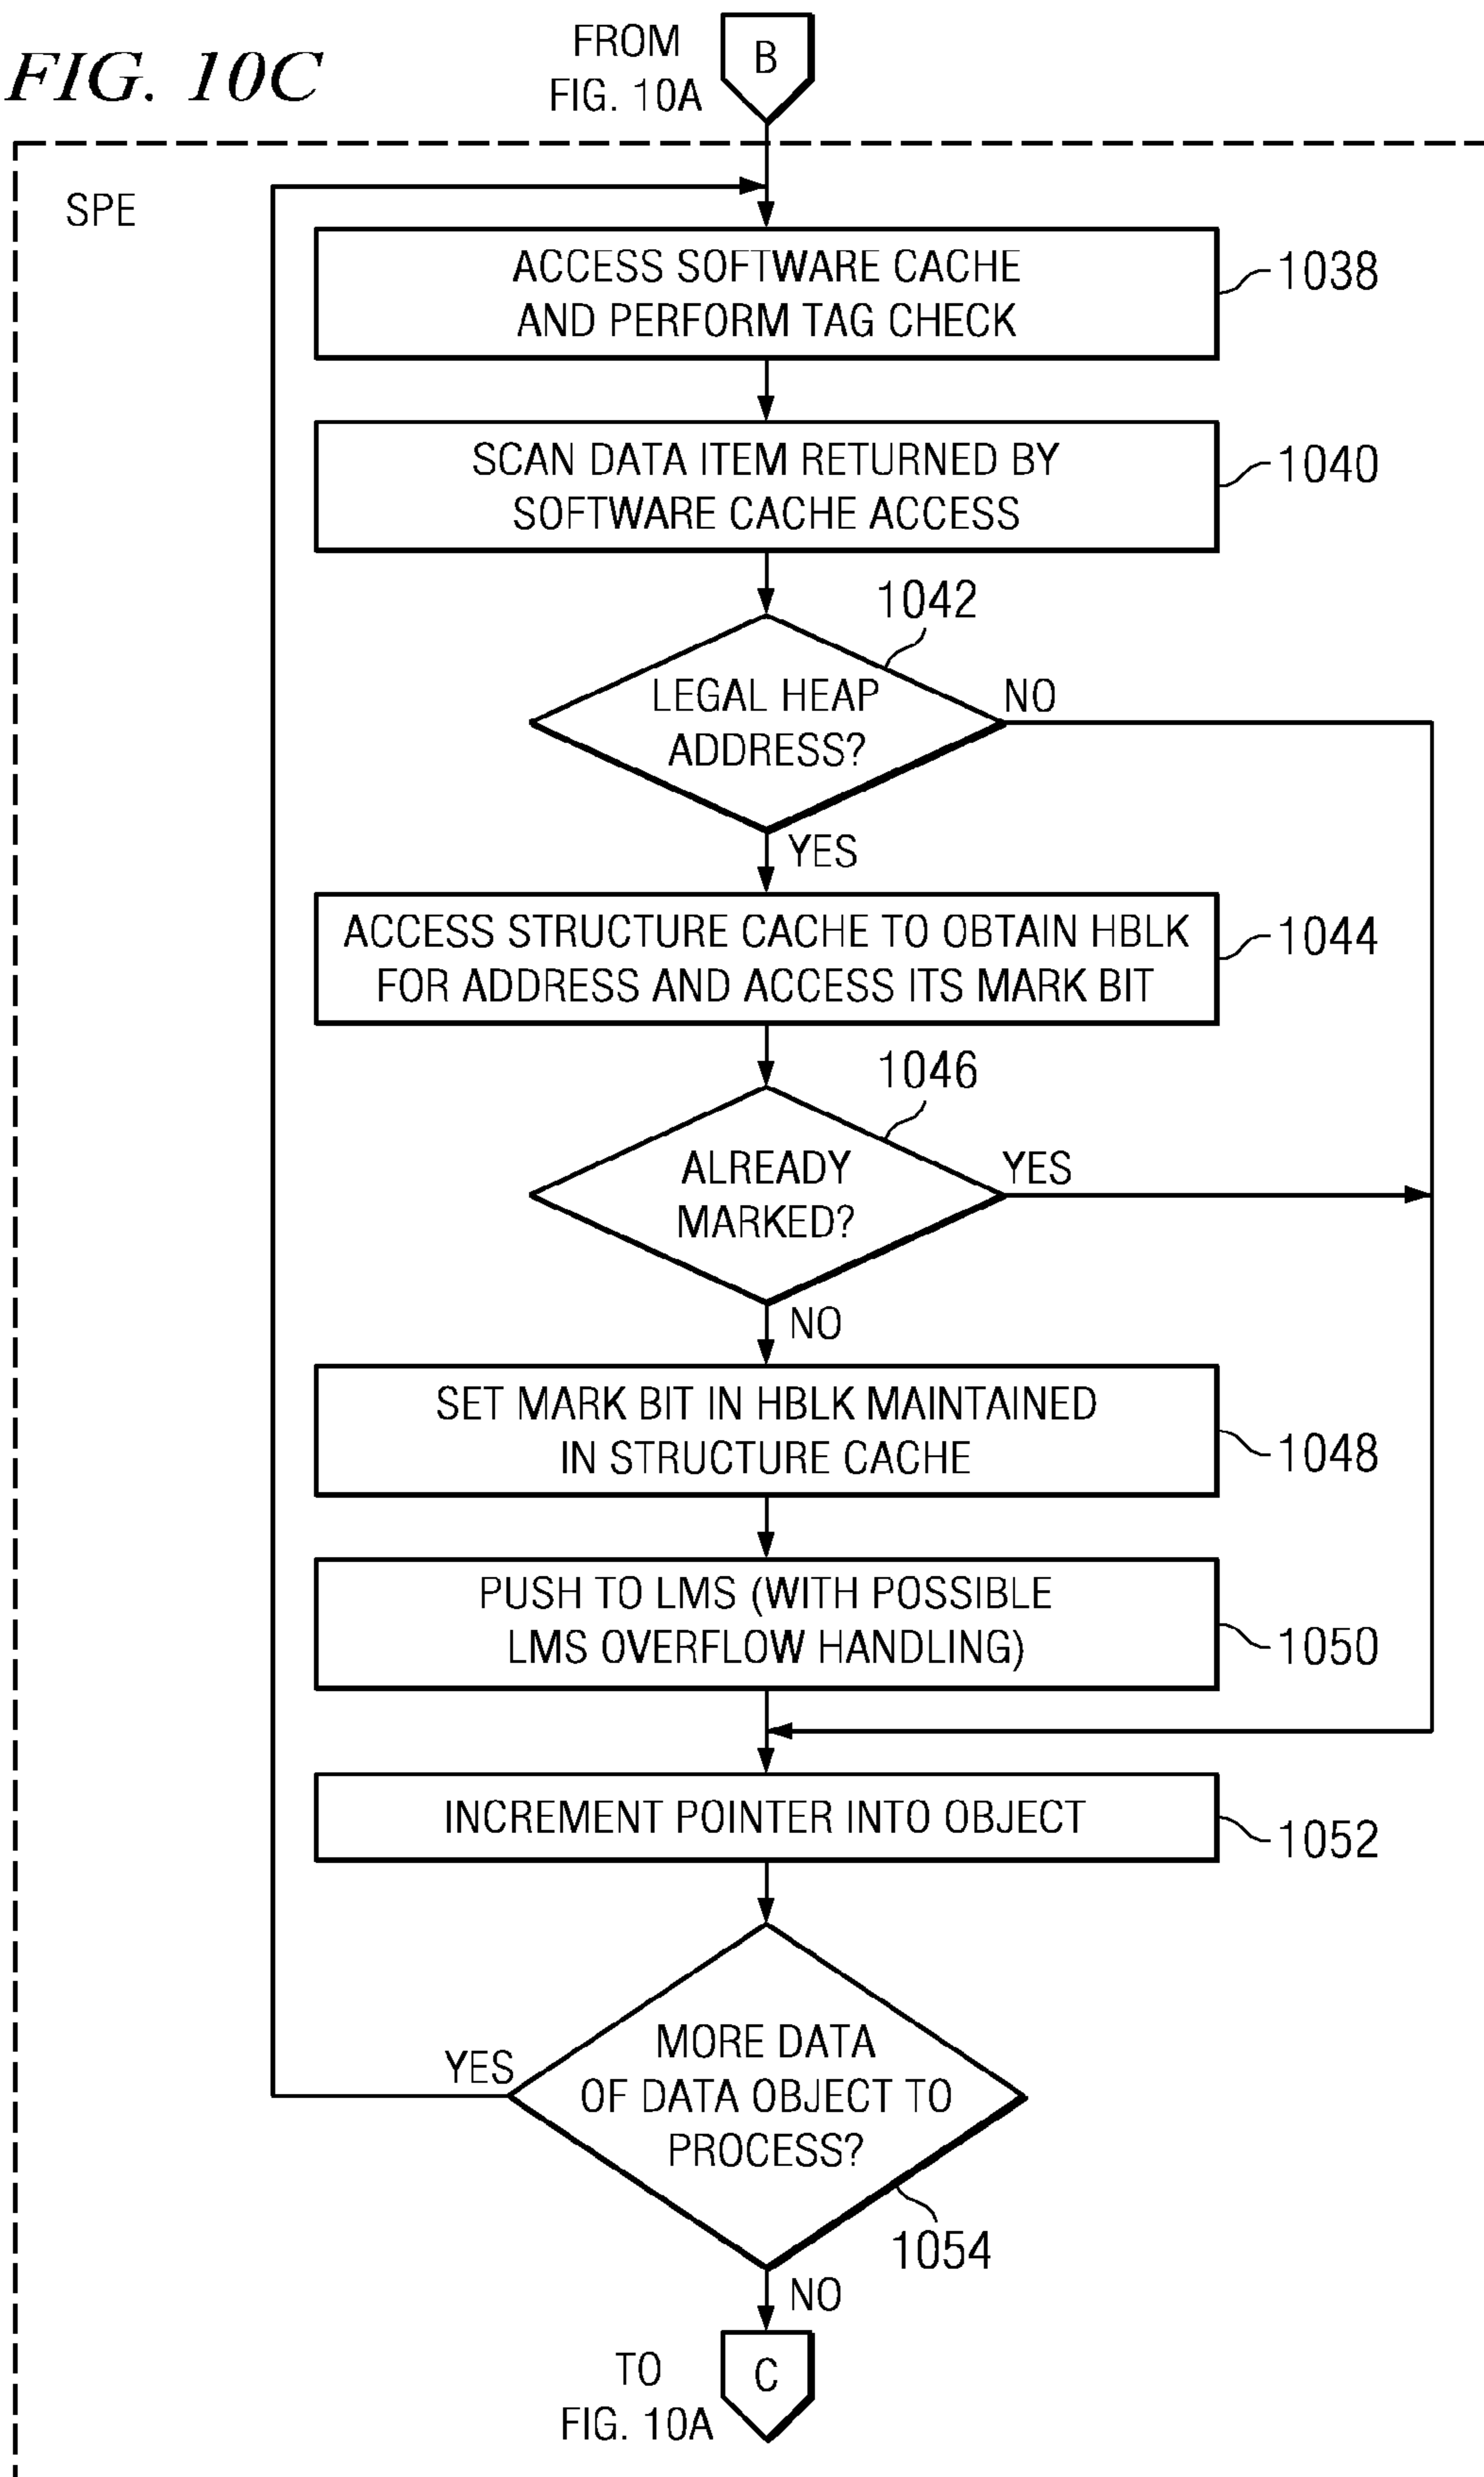 FIG. 10C
FROM
FIG. 10A
B
SPE
ACCESS SOFTWARE CACHE
AND PERFORM TAG CHECK
1038
SCAN DATA ITEM RETURNED BY
SOFTWARE CACHE ACCESS
1040
1042
LEGAL HEAP
ADDRESS?
NO
YES
ACCESS STRUCTURE CACHE TO OBTAIN HBLK
FOR ADDRESS AND ACCESS ITS MARK BIT
1044
1046
ALREADY
MARKED?
YES
NO
SET MARK BIT IN HBLK MAINTAINED
IN STRUCTURE CACHE
1048
PUSH TO LMS (WITH POSSIBLE
LMS OVERFLOW HANDLING)
1050
INCREMENT POINTER INTO OBJECT
1052
MORE DATA
OF DATA OBJECT TO
PROCESS?
YES
1054
NO
TO
FIG. 10A
C